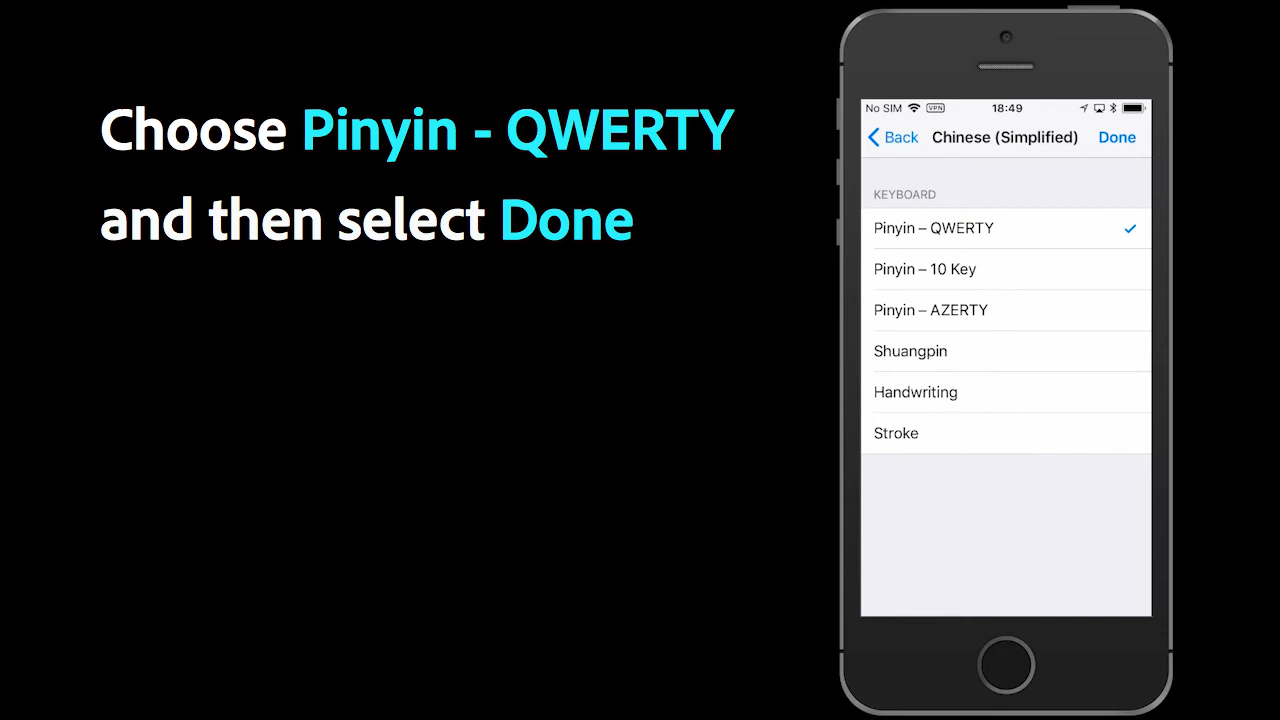 Choose Pinyin - QWERTY
and then select Done
No SIM VPN 18:49
Back Chinese (Simplified) Done
KEYBOARD
Pinyin – QWERTY
Pinyin – 10 Key
Pinyin – AZERTY
Shuangpin
Handwriting
Stroke